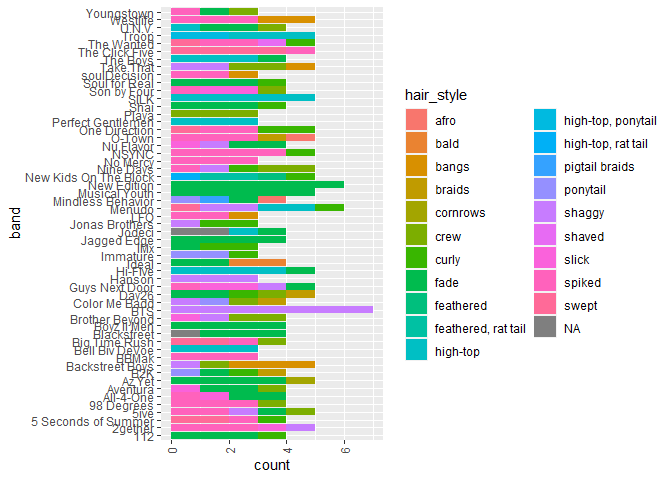 Youngstown
Westlife
U.N.V.
Troop
The Wanted
The Click Five
The Boys
Take That
soulDecision
Soul for Real
Son by Four
SILK
Shai
Playa
Perfect Gentlemen
One Direction
O-Town
Nu Flavor
NSYNC
No Mercy
Nine Days
New Kids On The Block
New Edition
Musical Youth
Mindless Behavior
Menudo
LFO
Jonas Brothers
Jodeci
Jagged Edge
IMx
Immature
Ideal
Hi-Five
Hanson
Guys Next Door
Day26
Color Me Badd
BTS
Brother Beyond
Boyz II Men
Blackstreet
Big Time Rush
Bell Biv Devoe
BBMak
Backstreet Boys
B2K
Az Yet
Aventura
All-4-One
98 Degrees
5ive
5 Seconds of Summer
2gether
112
band
0
2
4
6
count
hair_style
afro
bald
bangs
braids
cornrows
crew
curly
fade
feathered
feathered, rat tail
high-top
high-top, ponytail
high-top, rat tail
pigtail braids
ponytail
shaggy
shaved
slick
spiked
swept
NA